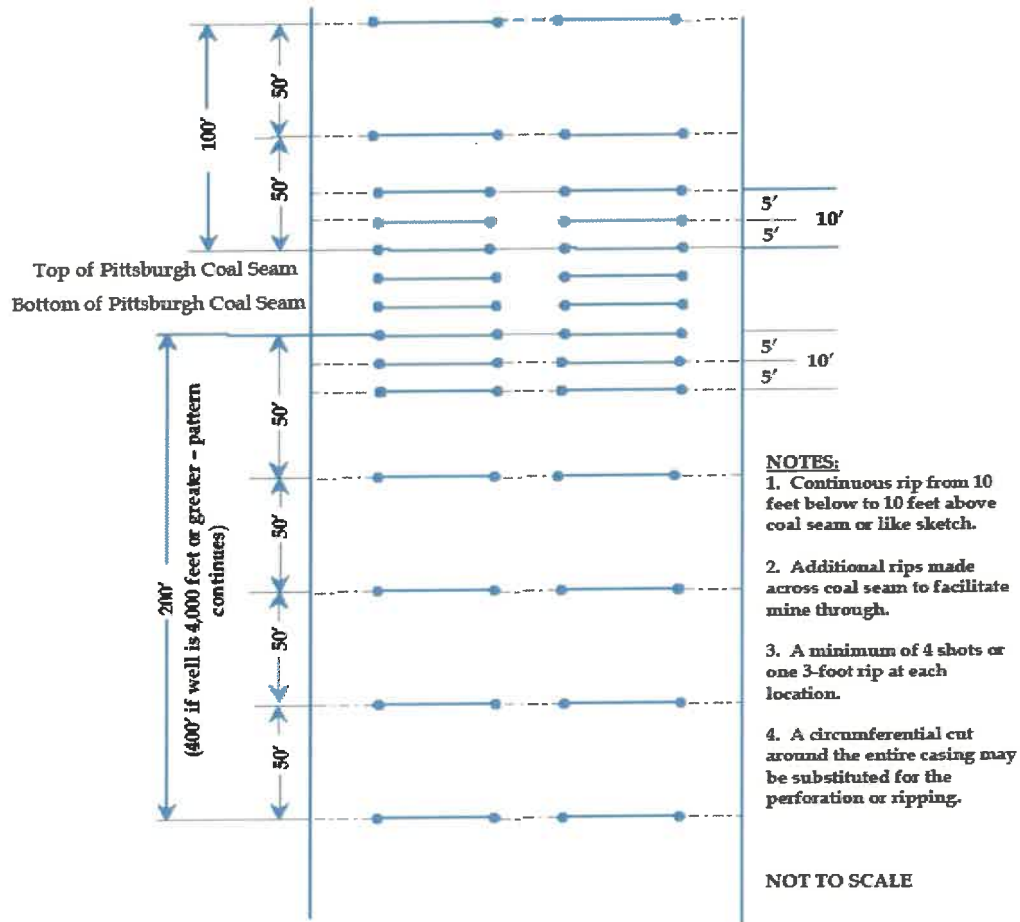 100'
50'
50'
5'
5'
10'
Top of Pittsburgh Coal Seam
Bottom of Pittsburgh Coal Seam
5'
5'
10'
200'
(400' if well is 4,000 feet or greater – pattern
continues)
50'
50'
50'
50'
NOTES:
1. Continuous rip from 10
feet below to 10 feet above
coal seam or like sketch.
2. Additional rips made
across coal seam to facilitate
mine through.
3. A minimum of 4 shots or
one 3-foot rip at each
location.
4. A circumferential cut
around the entire casing may
be substituted for the
perforation or ripping.
NOT TO SCALE